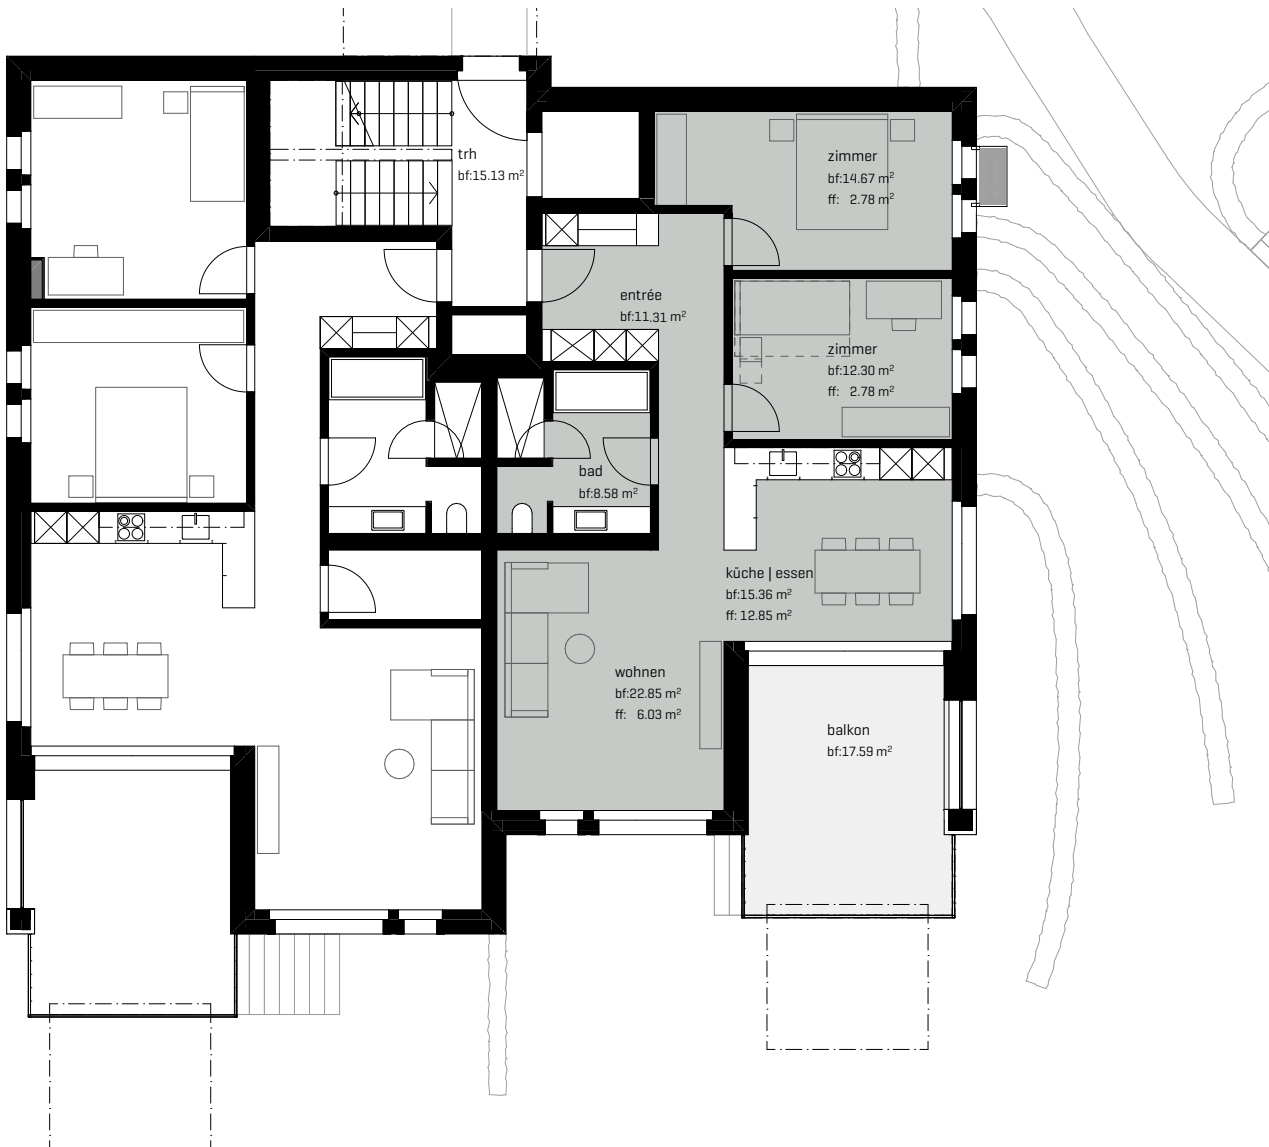 trh
bf:15.13 m²
zimmer
bf:14.67 m²
ff: 2.78 m²
entrée
bf:11.31 m²
zimmer
bf:12.30 m²
ff: 2.78 m²
bad
bf:8.58 m²
küche | essen
bf:15.36 m²
ff: 12.85 m²
wohnen
bf:22.85 m²
ff: 6.03 m²
balkon
bf:17.59 m²